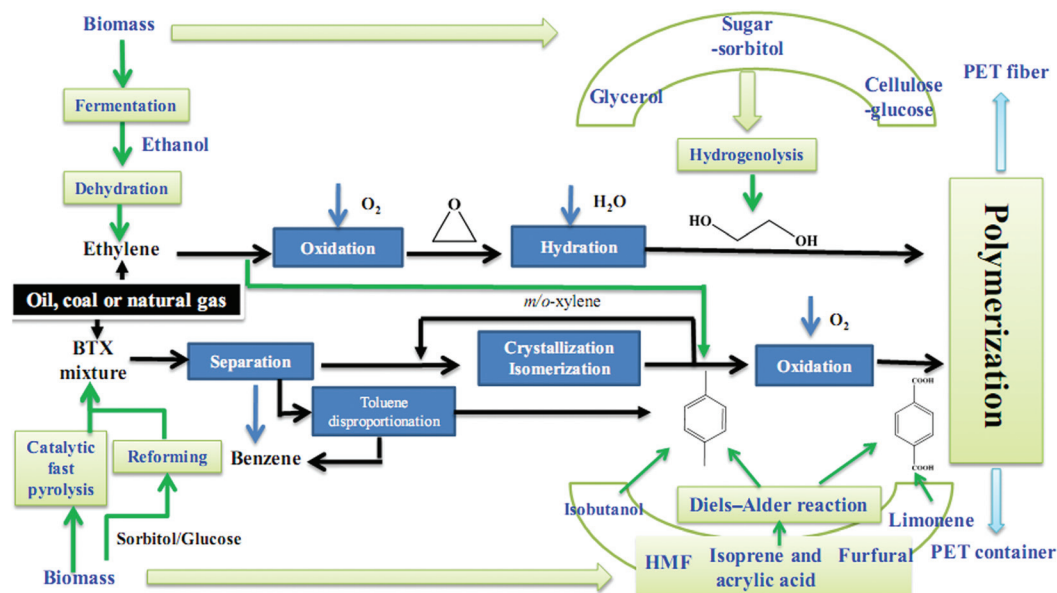 Biomass
Sugar
-sorbitol
PET fiber
Glycerol
Cellulose
-glucose
Fermentation
Ethanol
Hydrogenolysis
Dehydration
O2
H2O
HO
OH
Ethylene
Oxidation
Hydration
Polymerization
Oil, coal or natural gas
m/o-xylene
O2
BTX
mixture
Separation
Crystallization
Isomerization
Oxidation
Toluene
disproportionation
COOH
COOH
Catalytic
fast
pyrolysis
Reforming
Benzene
Isobutanol
Diels–Alder reaction
Limonene
Sorbitol/Glucose
HMF
Isoprene and
acrylic acid
Furfural
PET container
Biomass